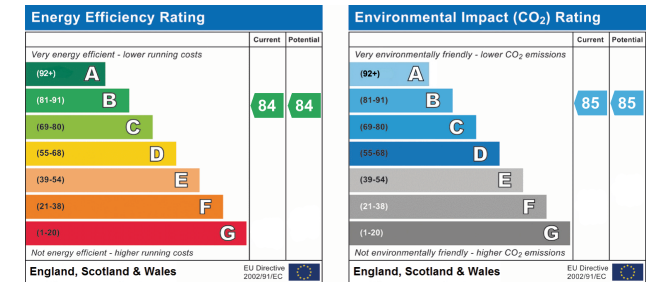 Energy Efficiency Rating
Current Potential
Very energy efficient - lower running costs
(92+) A
(81-91) B
84 84
(69-80) C
(55-68) D
(39-54) E
(21-38) F
(1-20) G
Not energy efficient - higher running costs
England, Scotland & Wales
EU Directive
2002/91/EC
Environmental Impact (CO₂) Rating
Current Potential
Very environmentally friendly - lower CO₂ emissions
(92+) A
(81-91) B
85 85
(69-80) C
(55-68) D
(39-54) E
(21-38) F
(1-20) G
Not environmentally friendly - higher CO₂ emissions
England, Scotland & Wales
EU Directive
2002/91/EC